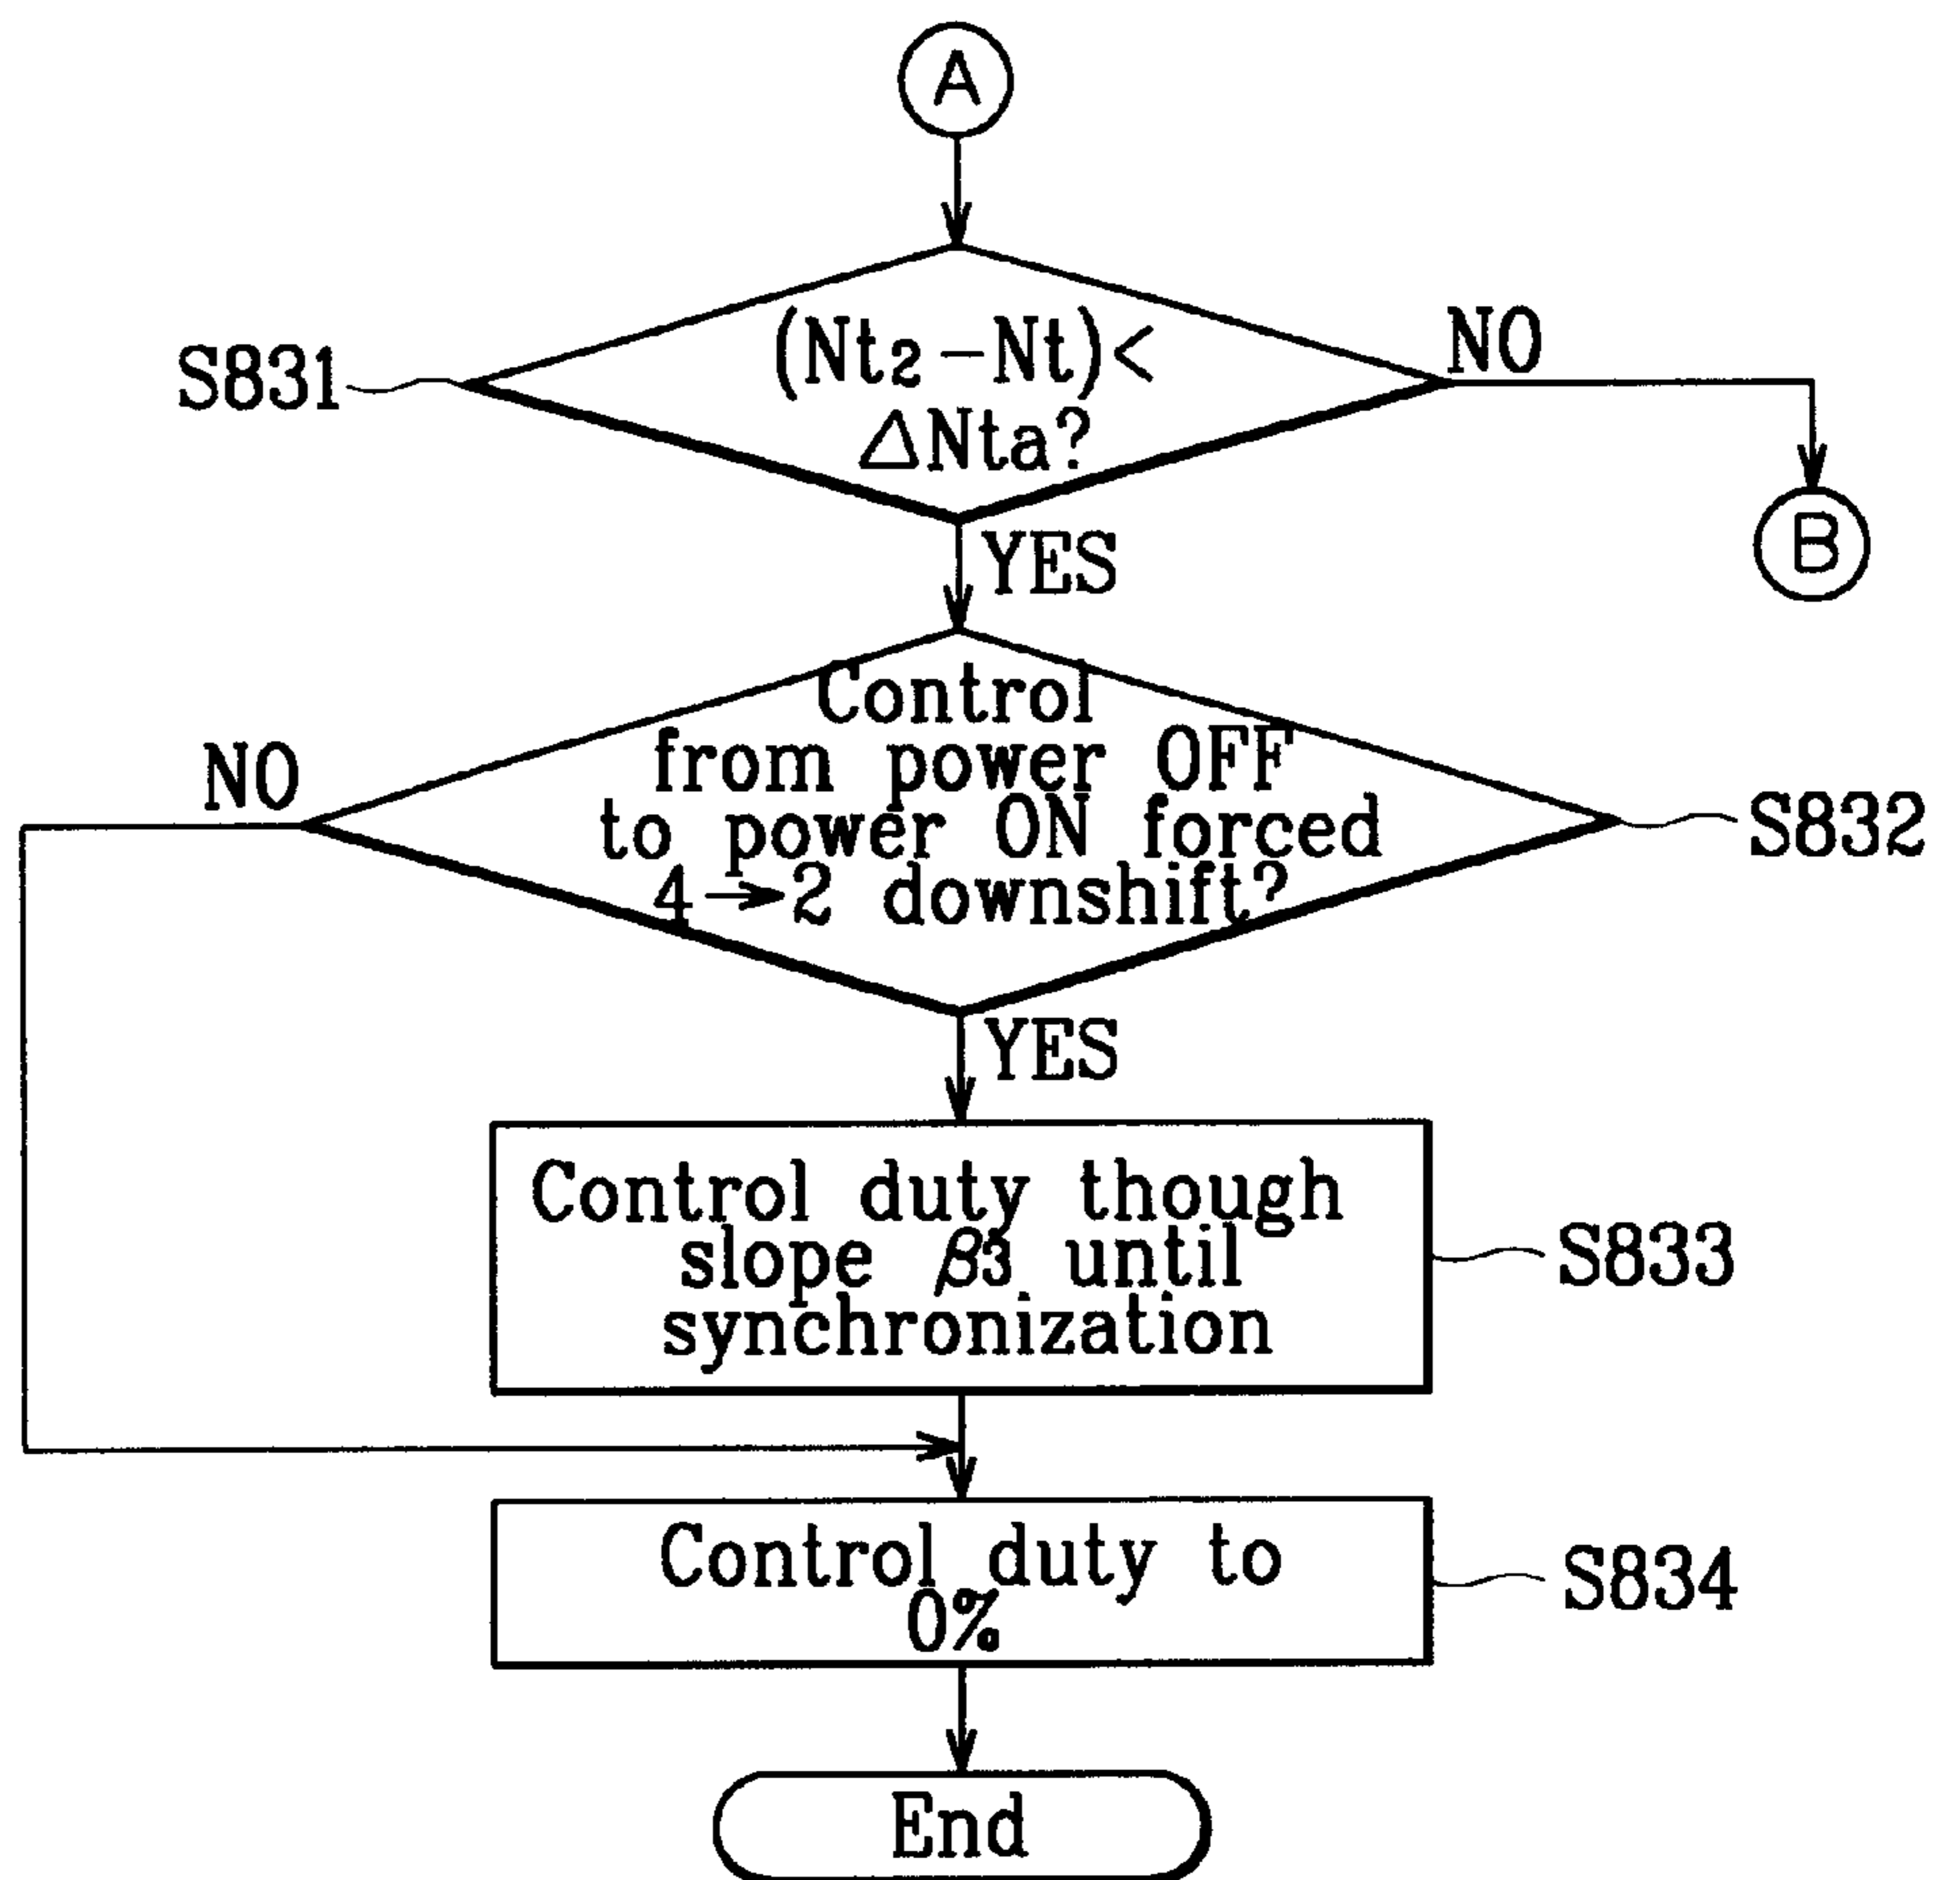 A
(Nt2-Nt)<
NO
S831
△Nta?
B
YES
Control
from power OFF
NO
to power ON forced
S832
4→2 downshift?
YES
Control duty though
slope β3 until
S833
synchronization
Control duty to
S834
0%
End